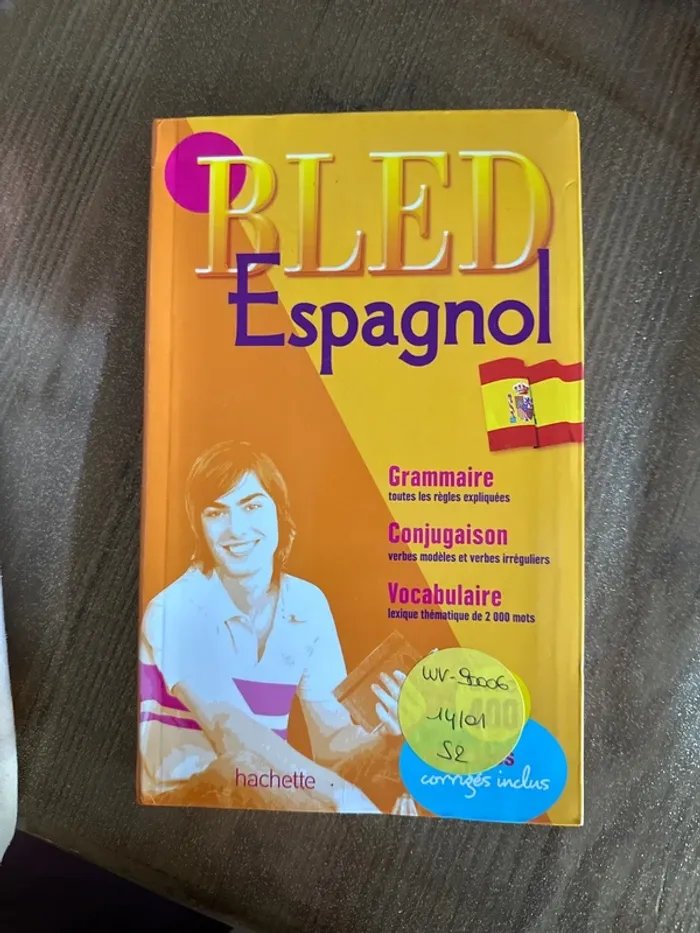 BLED
Espagnol
Grammaire
toutes les règles expliquées
Conjugaison
verbes modèles et verbes irréguliers
Vocabulaire
lexique thématique de 2 000 mots
WV-90006
14/01
S2
400
corrigés inclus
hachette